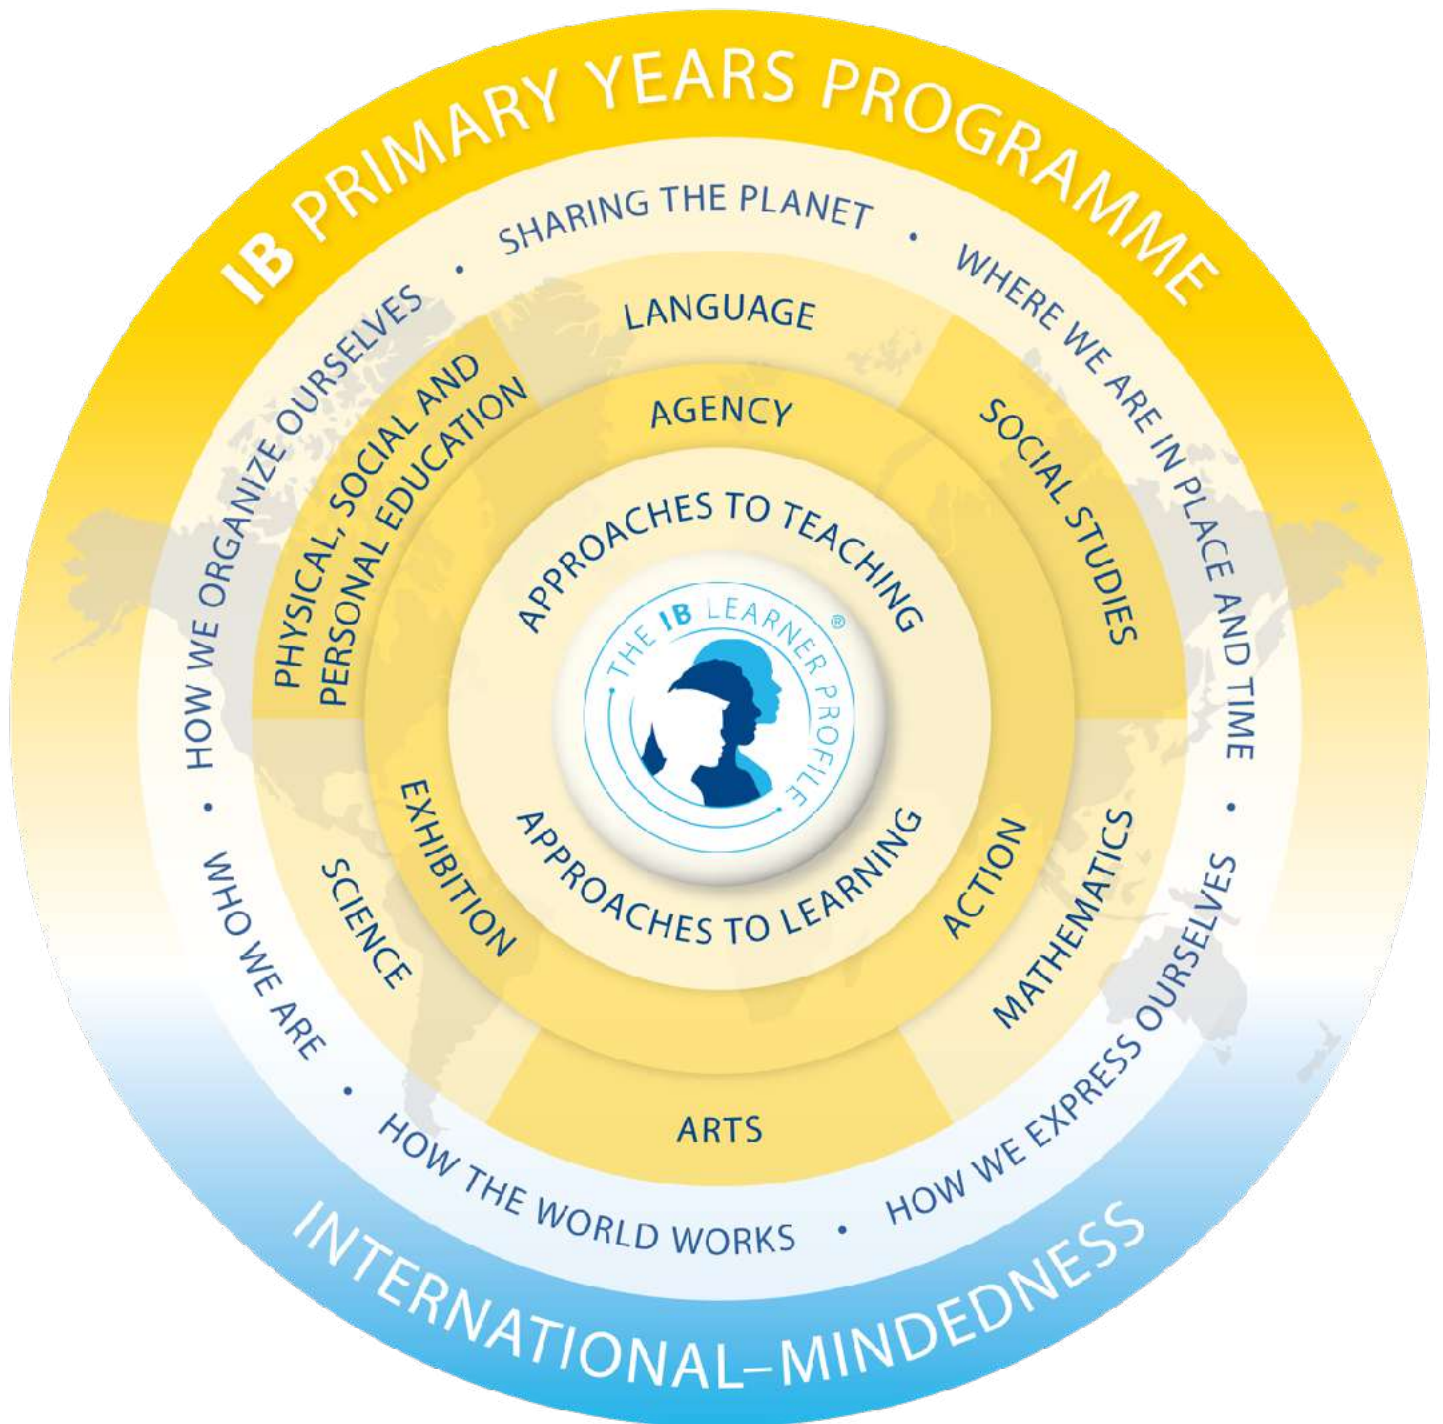 IB PRIMARY YEARS PROGRAMME
SHARING THE PLANET • WHERE WE ARE IN PLACE AND TIME • HOW WE EXPRESS OURSELVES • HOW THE WORLD WORKS • WHO WE ARE • HOW WE ORGANIZE OURSELVES •
LANGUAGE
SOCIAL STUDIES
MATHEMATICS
ARTS
SCIENCE
PHYSICAL, SOCIAL AND
PERSONAL EDUCATION
AGENCY
ACTION
EXHIBITION
APPROACHES TO TEACHING
APPROACHES TO LEARNING
• THE IB LEARNER PROFILE • ®
INTERNATIONAL–MINDEDNESS